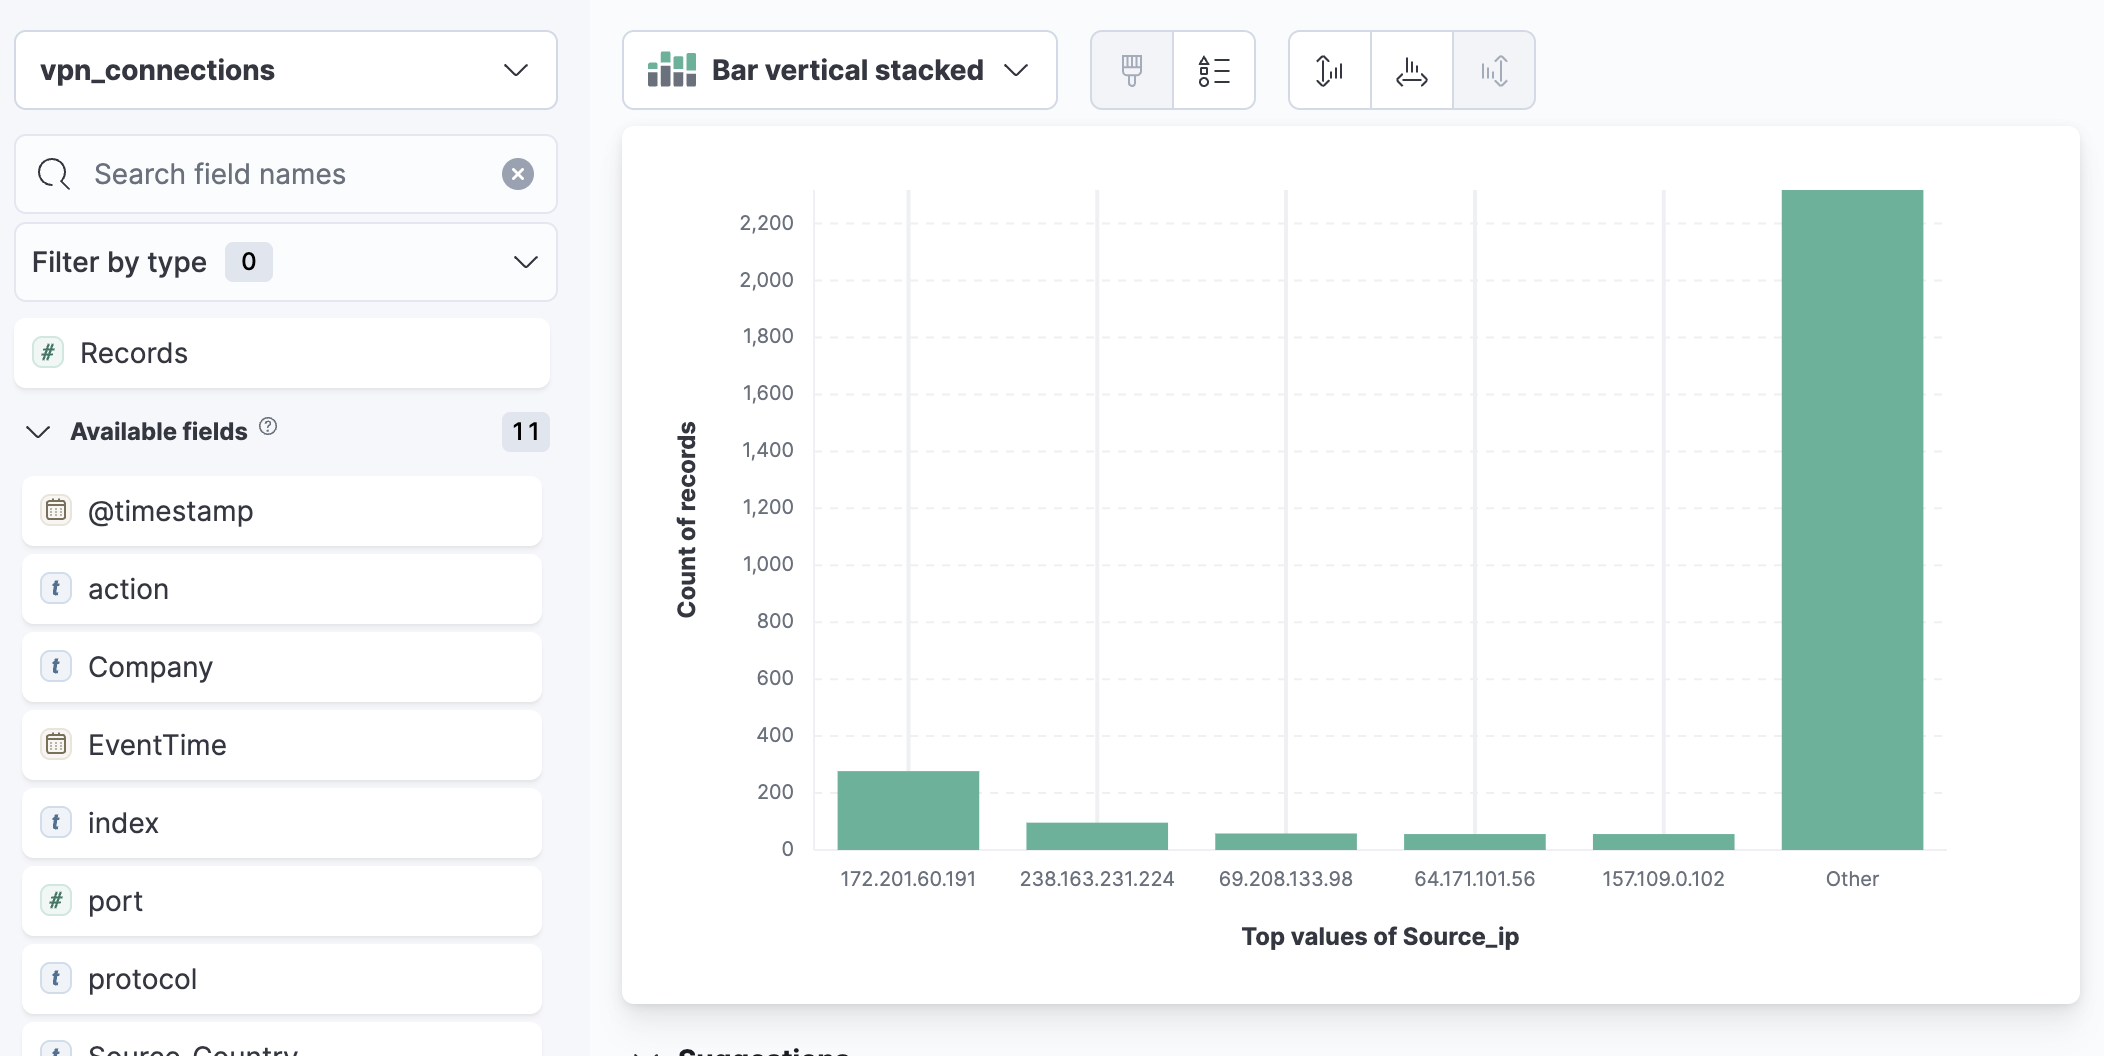 vpn_connections
Search field names
Filter by type 0
# Records
Available fields 11
@timestamp
t action
t Company
EventTime
t index
# port
t protocol
t Source_Country
Bar vertical stacked
Count of records
2,200
2,000
1,800
1,600
1,400
1,200
1,000
800
600
400
200
0
172.201.60.191 238.163.231.224 69.208.133.98 64.171.101.56 157.109.0.102 Other
Top values of Source_ip
Suggestions